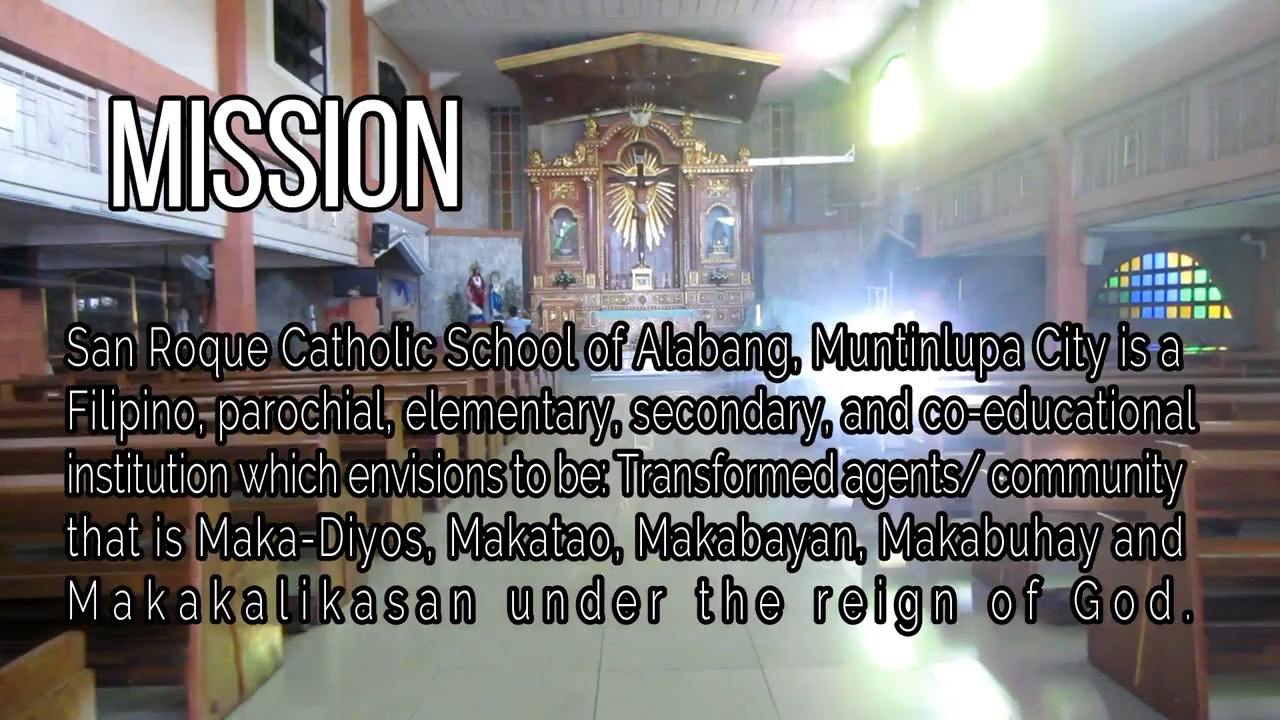 MISSION
San Roque Catholic School of Alabang, Muntinlupa City is a
Filipino, parochial, elementary, secondary, and co-educational
institution which envisions to be: Transformed agents/ community
that is Maka-Diyos, Makatao, Makabayan, Makabuhay and
Makakalikasan under the reign of God.